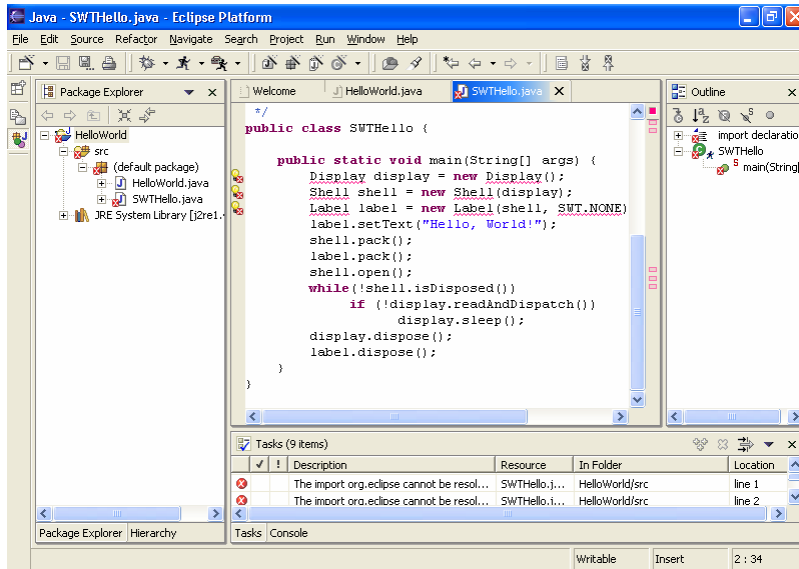 Java - SWTHello.java - Eclipse Platform
File Edit Source Refactor Navigate Search Project Run Window Help
Package Explorer
HelloWorld
src
(default package)
HelloWorld.java
SWTHello.java
JRE System Library [j2re1.
Package Explorer Hierarchy
Welcome HelloWorld.java SWTHello.java
*/
public class SWTHello {
public static void main(String[] args) {
Display display = new Display();
Shell shell = new Shell(display);
Label label = new Label(shell, SWT.NONE)
label.setText("Hello, World!");
shell.pack();
label.pack();
shell.open();
while(!shell.isDisposed())
if (!display.readAndDispatch())
display.sleep();
display.dispose();
label.dispose();
}
}
Outline
import declaratio
SWTHello
main(String[
Tasks (9 items)
! Description Resource In Folder Location
The import org.eclipse cannot be resol... SWTHello.j... HelloWorld/src line 1
The import org.eclipse cannot be resol... SWTHello.j... HelloWorld/src line 2
Tasks Console
Writable Insert 2 : 34